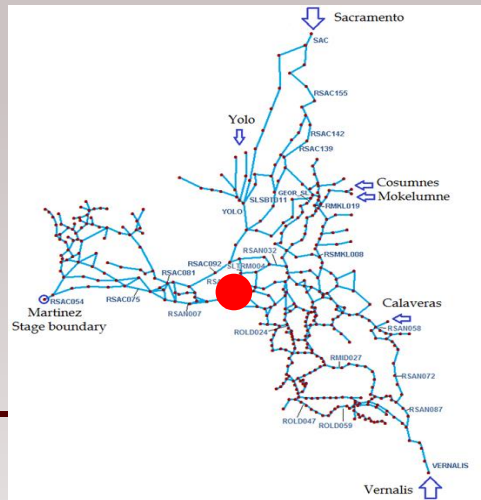 Sacramento
SAC
RSAC155
Yolo
RSAC142
RSAC139
GEOR_SL
Cosumnes
Mokelumne
SLSBT011
RMKL019
YOLO
RSAN032
RSMKL008
RSAC092
SLTRM004
RSAC081
RSAC054
RSAC075
RSAN007
Martinez
Stage boundary
Calaveras
ROLD024
RSAN058
RMID027
RSAN072
RSAN087
ROLD047
ROLD059
VERNALIS
Vernalis